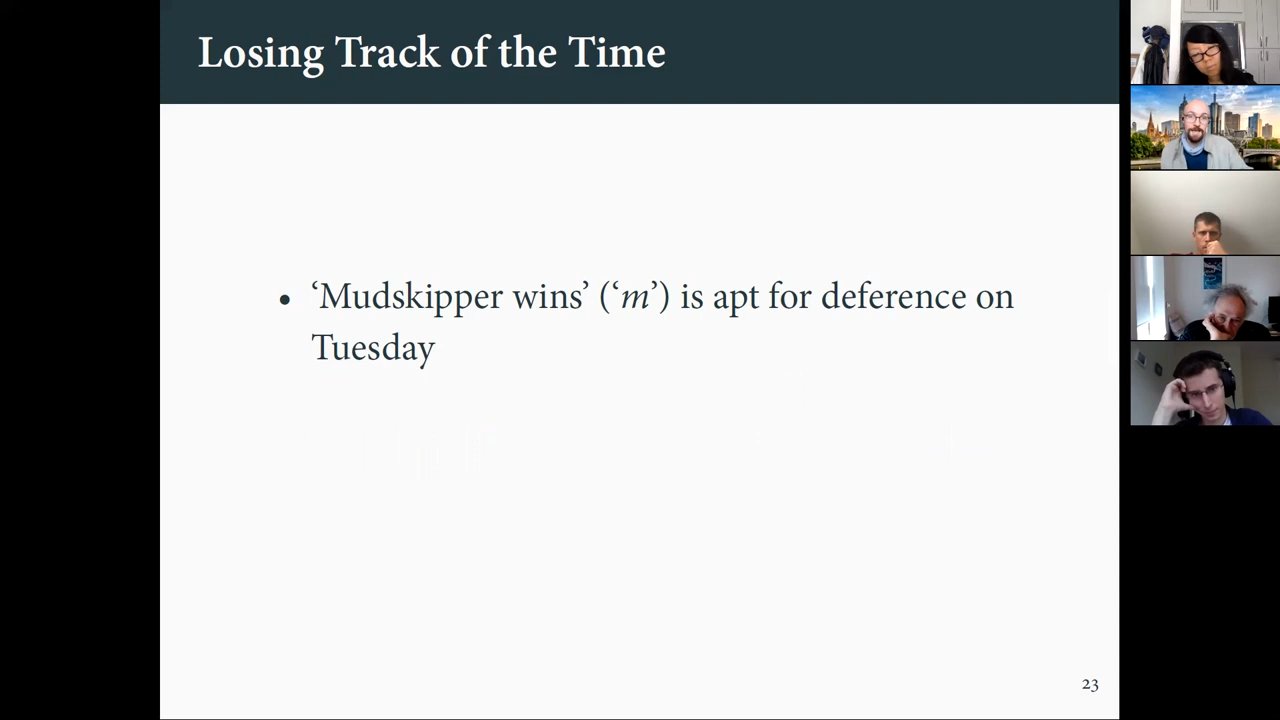 Losing Track of the Time
• ‘Mudskipper wins’ (‘m’) is apt for deference on
Tuesday
23